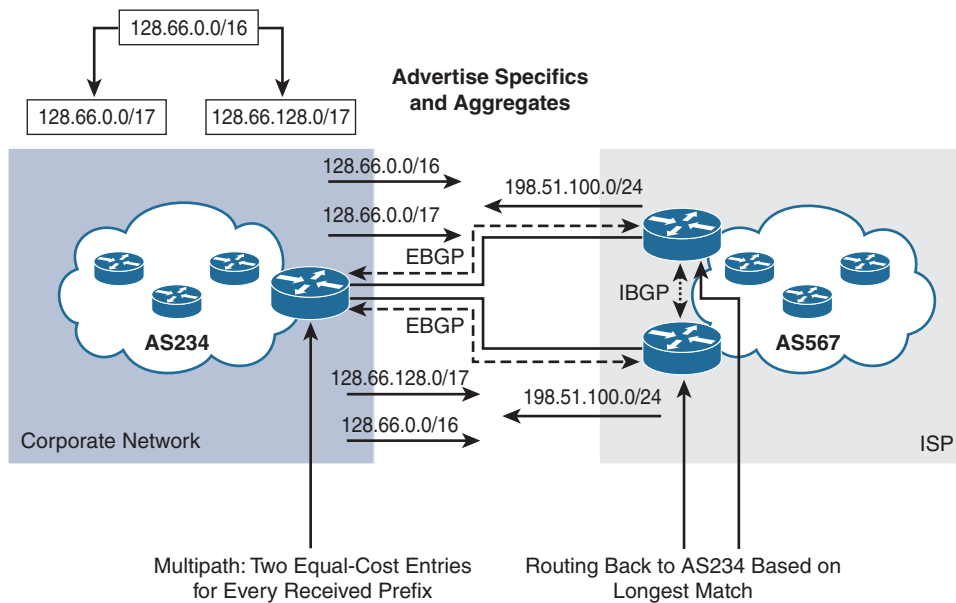 128.66.0.0/16
128.66.0.0/17
128.66.128.0/17
Advertise Specifics
and Aggregates
128.66.0.0/16
198.51.100.0/24
128.66.0.0/17
EBGP
IBGP
EBGP
AS234
AS567
128.66.128.0/17
198.51.100.0/24
128.66.0.0/16
Corporate Network
ISP
Multipath: Two Equal-Cost Entries
for Every Received Prefix
Routing Back to AS234 Based on
Longest Match